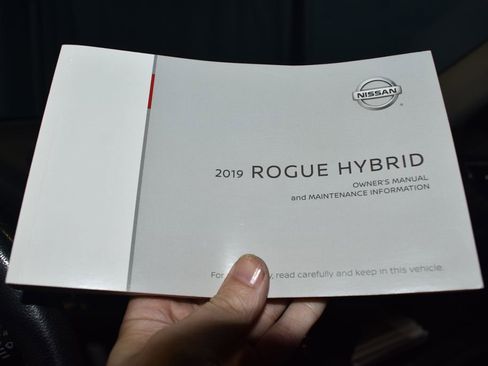 NISSAN
2019 ROGUE HYBRID
OWNER'S MANUAL
and MAINTENANCE INFORMATION
For read carefully and keep in this vehicle.